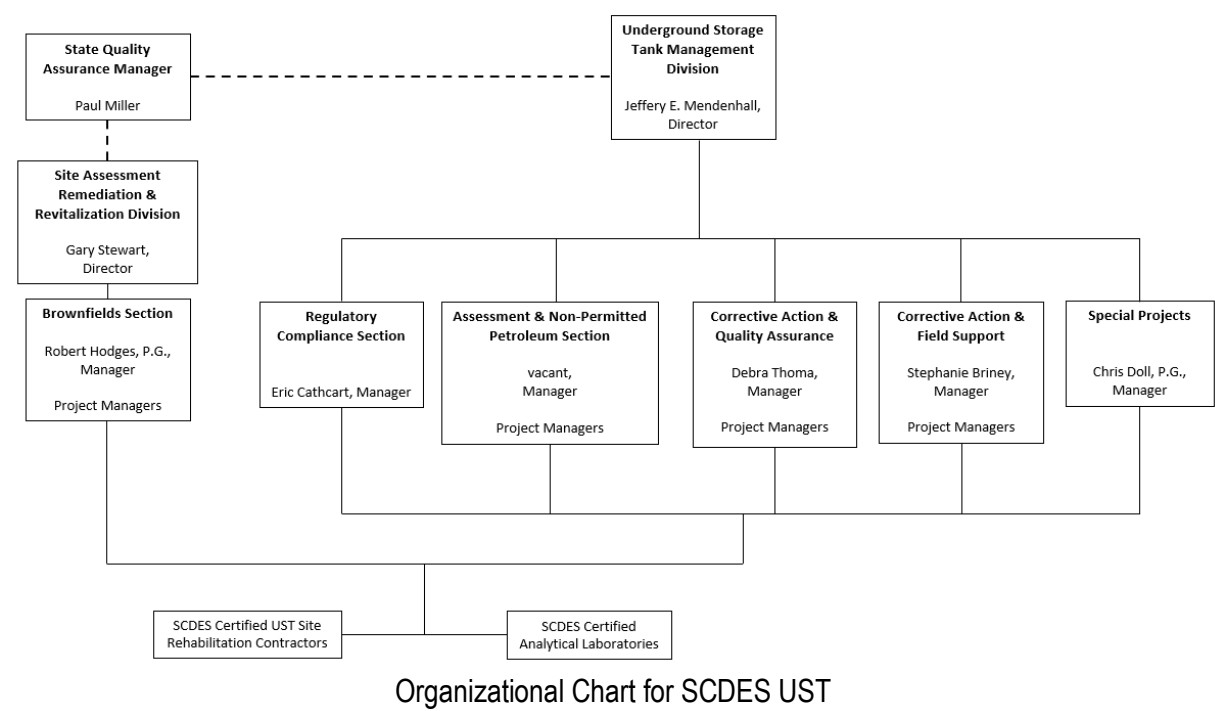 State Quality
Assurance Manager
Paul Miller
Underground Storage
Tank Management
Division
Jeffery E. Mendenhall,
Director
Site Assessment
Remediation &
Revitalization Division
Gary Stewart,
Director
Brownfields Section
Robert Hodges, P.G.,
Manager
Project Managers
Regulatory
Compliance Section
Eric Cathcart, Manager
Assessment & Non-Permitted
Petroleum Section
vacant,
Manager
Project Managers
Corrective Action &
Quality Assurance
Debra Thoma,
Manager
Project Managers
Corrective Action &
Field Support
Stephanie Briney,
Manager
Project Managers
Special Projects
Chris Doll, P.G.,
Manager
SCDES Certified UST Site
Rehabilitation Contractors
SCDES Certified
Analytical Laboratories
Organizational Chart for SCDES UST